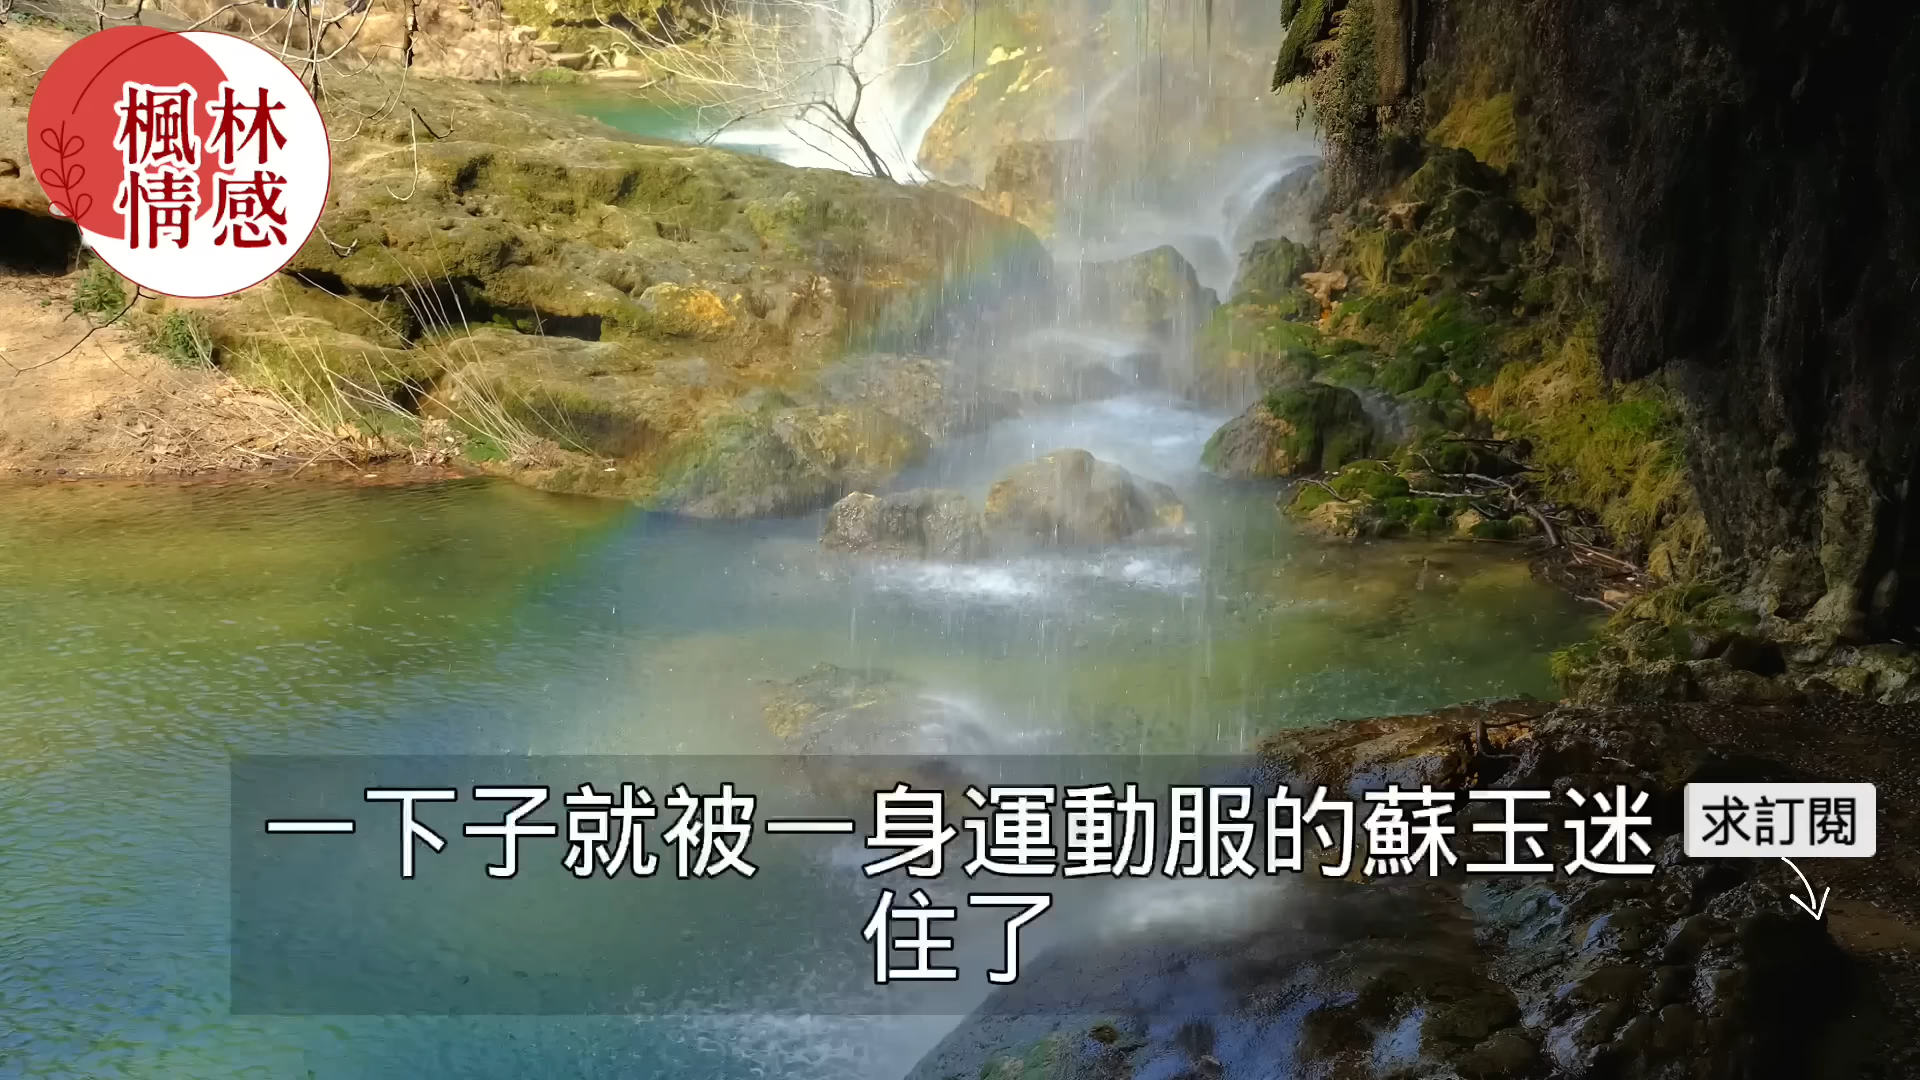 楓林
情感
一下子就被一身運動服的蘇玉迷
住了
求訂閱